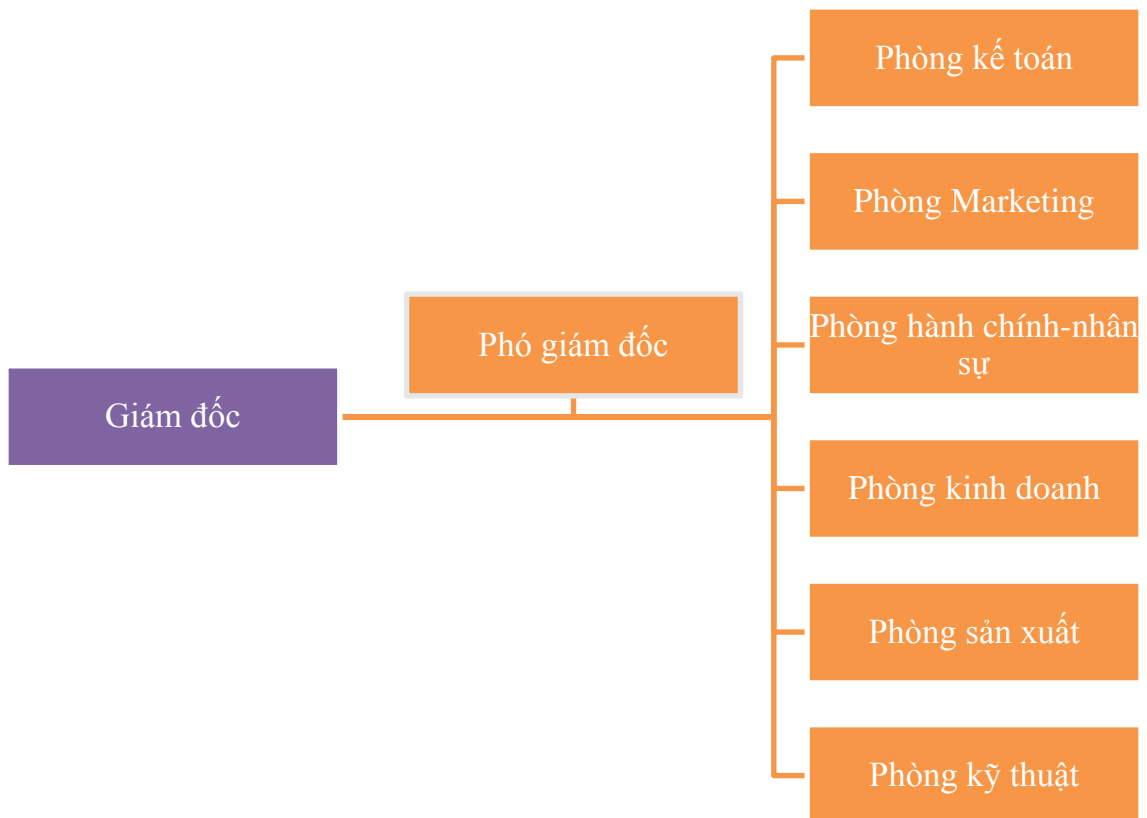 Giám đốc
Phó giám đốc
Phòng kế toán
Phòng Marketing
Phòng hành chính-nhân
sự
Phòng kinh doanh
Phòng sản xuất
Phòng kỹ thuật